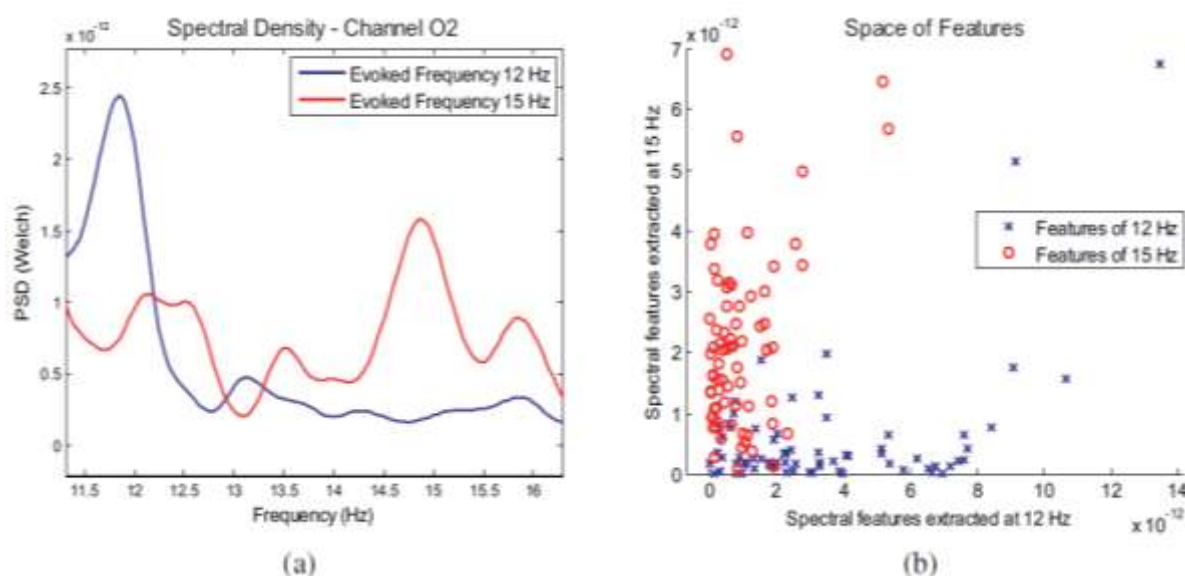 x 10^-12
Spectral Density - Channel O2
Evoked Frequency 12 Hz
Evoked Frequency 15 Hz
PSD (Welch)
2.5
2
1.5
1
0.5
0
11.5 12 12.5 13 13.5 14 14.5 15 15.5 16
Frequency (Hz)
(a)
x 10^-12
Space of Features
Features of 12 Hz
Features of 15 Hz
Spectral features extracted at 15 Hz
7
6
5
4
3
2
1
0
0 2 4 6 8 10 12 14
Spectral features extracted at 12 Hz
x 10^-12
(b)